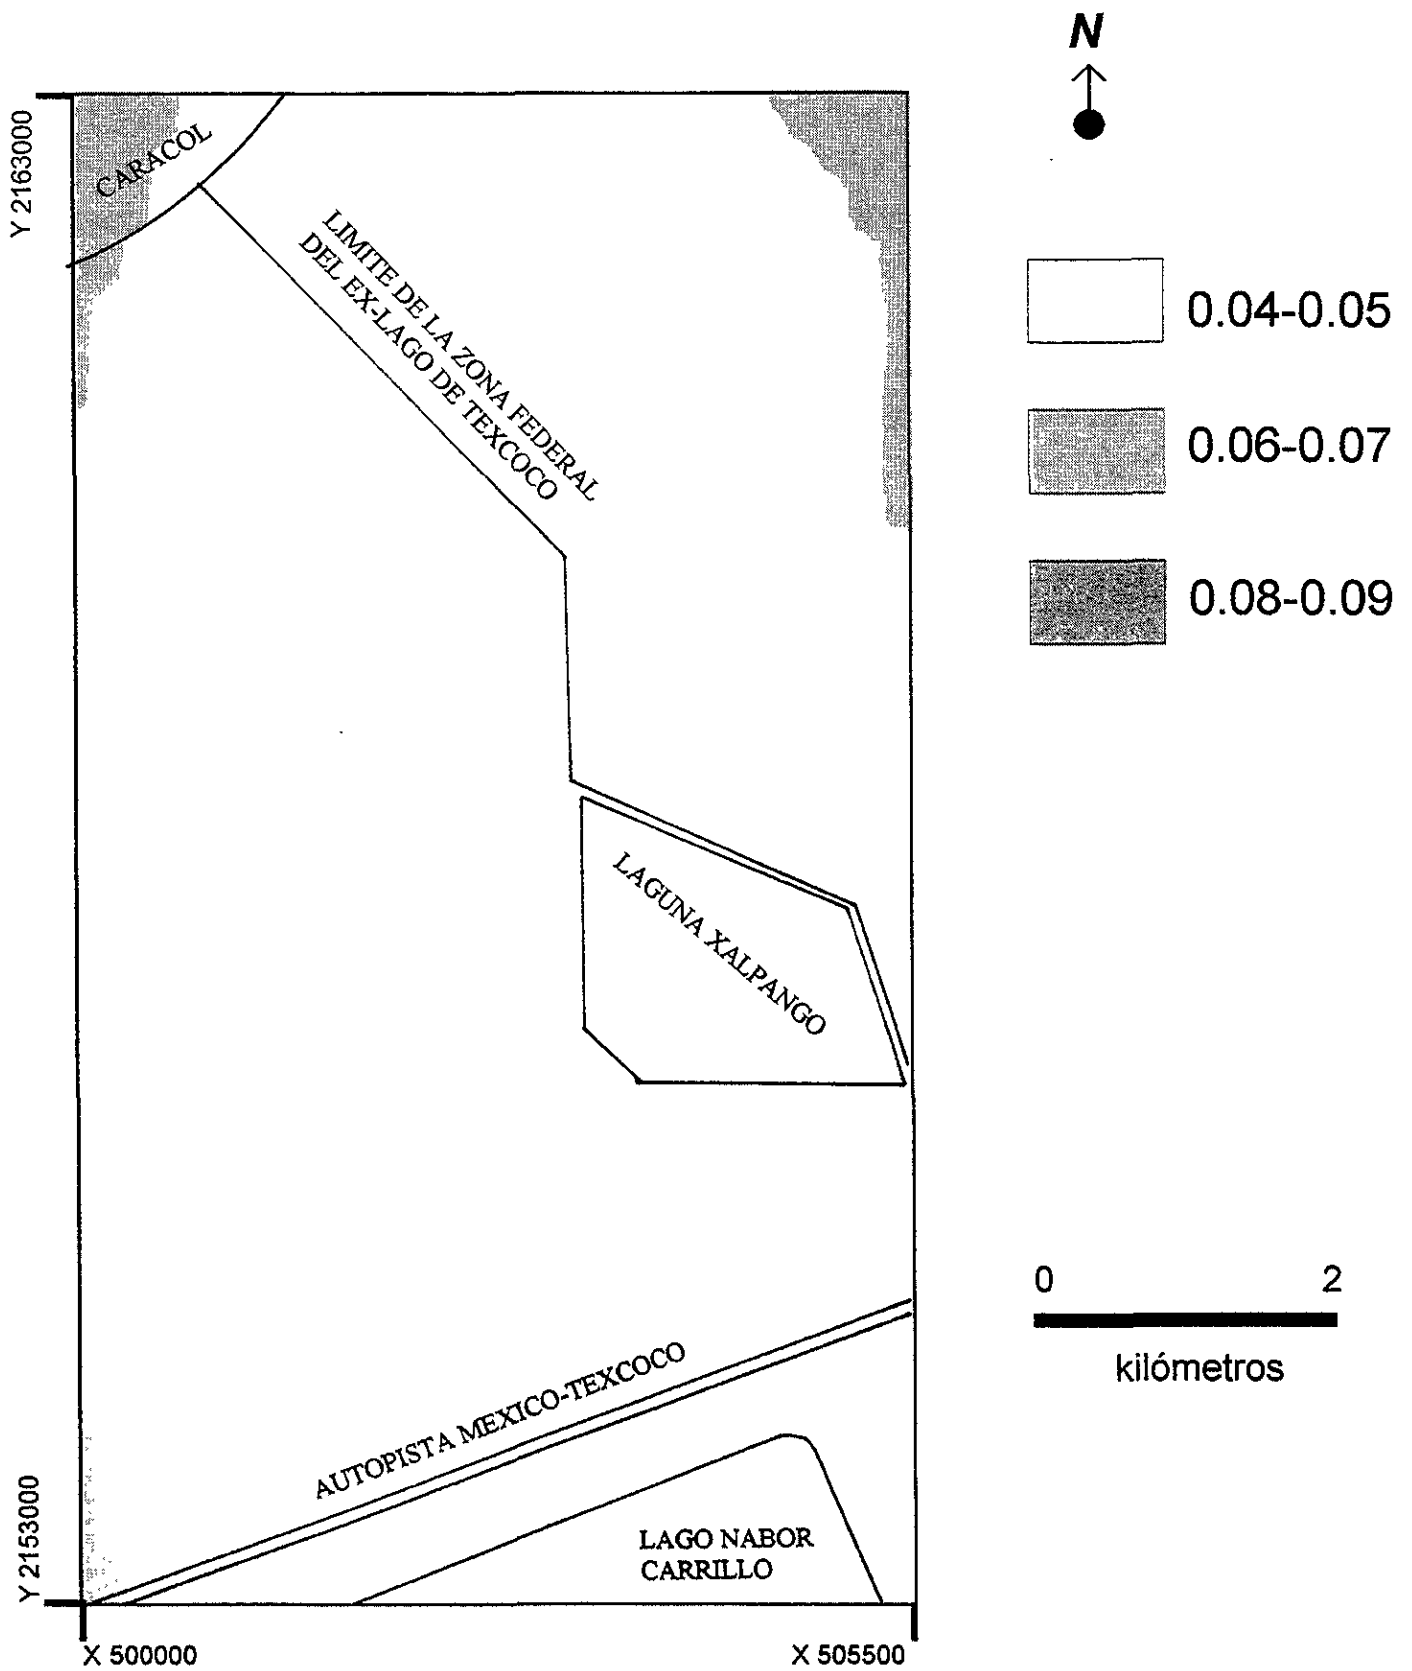 N
Y 2163000
CARACOL
LIMITE DE LA ZONA FEDERAL
DEL EX-LAGO DE TEXCOCO
0.04-0.05
0.06-0.07
0.08-0.09
LAGUNA XALPANGO
0 2
kilómetros
AUTOPISTA MEXICO-TEXCOCO
LAGO NABOR
CARRILLO
Y 2153000
X 500000
X 505500